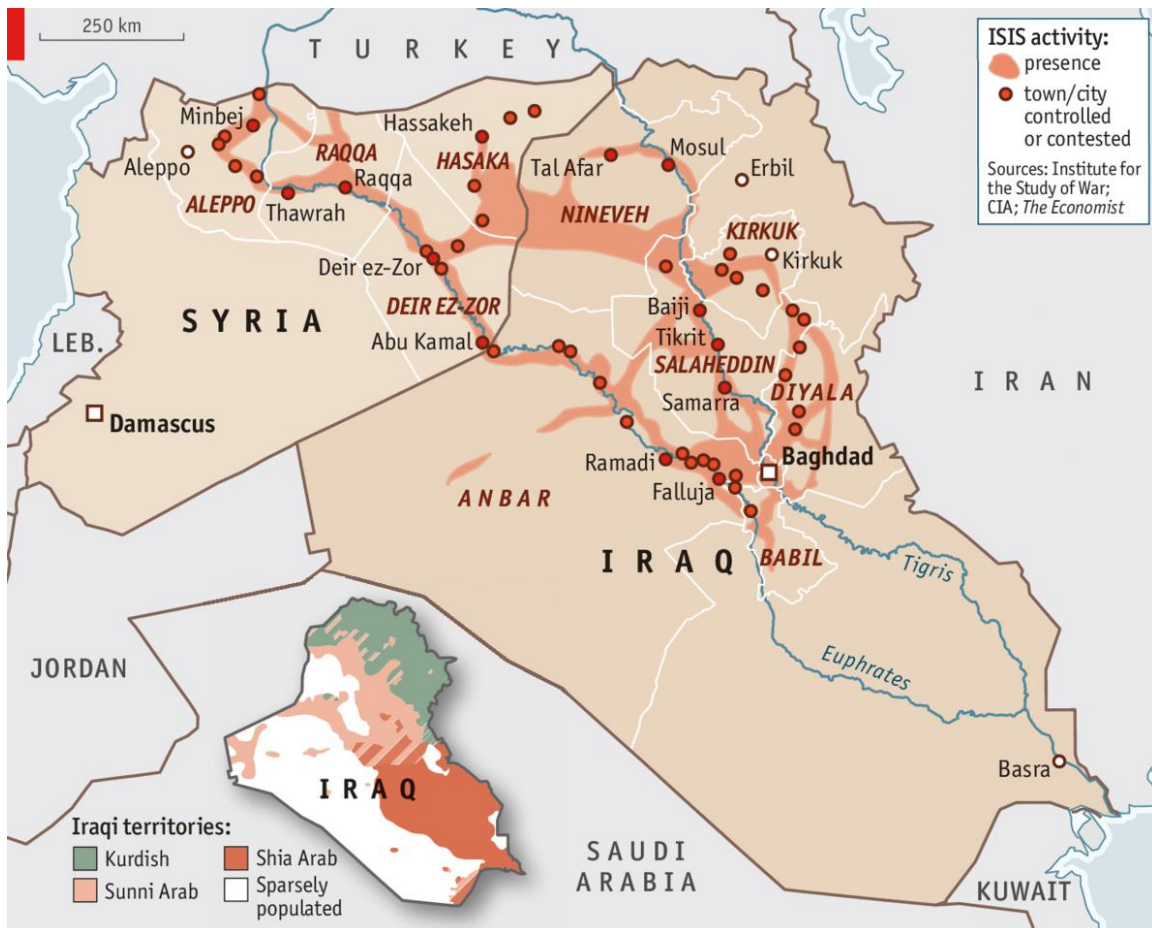 250 km
TURKEY
ISIS activity:
presence
town/city
controlled
or contested
Sources: Institute for
the Study of War;
CIA; The Economist
Minbej
Aleppo
ALEPPO
RAQQA
Raqqa
Thawrah
Hassakeh
HASAKA
Tal Afar
Mosul
Erbil
NINEVEH
KIRKUK
Kirkuk
Deir ez-Zor
DEIR EZ-ZOR
SYRIA
Abu Kamal
Baiji
Tikrit
SALAHEDDIN
Samarra
DIYALA
LEB.
IRAN
Damascus
Ramadi
Baghdad
Falluja
ANBAR
IRAQ
BABIL
Tigris
Euphrates
JORDAN
Basra
SAUDI
ARABIA
KUWAIT
IRAQ
Iraqi territories:
Kurdish
Shia Arab
Sunni Arab
Sparsely
populated